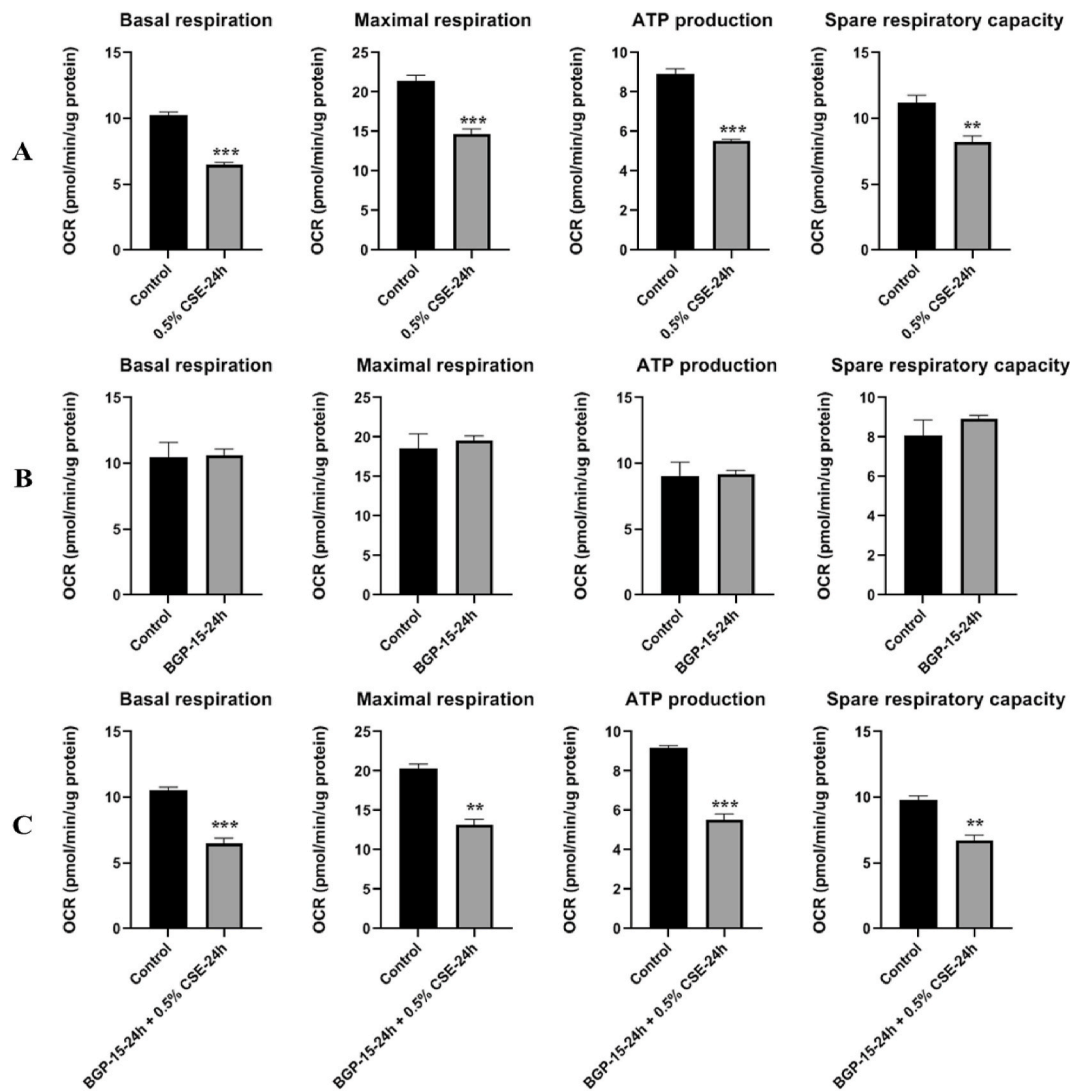 Basal respiration
Maximal respiration
ATP production
Spare respiratory capacity
A
OCR (pmol/min/ug protein)
15
10
5
0
***
Control
0.5% CSE-24h
OCR (pmol/min/ug protein)
25
20
15
10
5
0
***
Control
0.5% CSE-24h
OCR (pmol/min/ug protein)
10
8
6
4
2
0
***
Control
0.5% CSE-24h
OCR (pmol/min/ug protein)
15
10
5
0
**
Control
0.5% CSE-24h
Basal respiration
Maximal respiration
ATP production
Spare respiratory capacity
B
OCR (pmol/min/ug protein)
15
10
5
0
Control
BGP-15-24h
OCR (pmol/min/ug protein)
25
20
15
10
5
0
Control
BGP-15-24h
OCR (pmol/min/ug protein)
15
10
5
0
Control
BGP-15-24h
OCR (pmol/min/ug protein)
10
8
6
4
2
0
Control
BGP-15-24h
Basal respiration
Maximal respiration
ATP production
Spare respiratory capacity
C
OCR (pmol/min/ug protein)
15
10
5
0
***
Control
BGP-15-24h + 0.5% CSE-24h
OCR (pmol/min/ug protein)
25
20
15
10
5
0
**
Control
BGP-15-24h + 0.5% CSE-24h
OCR (pmol/min/ug protein)
10
8
6
4
2
0
***
Control
BGP-15-24h + 0.5% CSE-24h
OCR (pmol/min/ug protein)
15
10
5
0
**
Control
BGP-15-24h + 0.5% CSE-24h